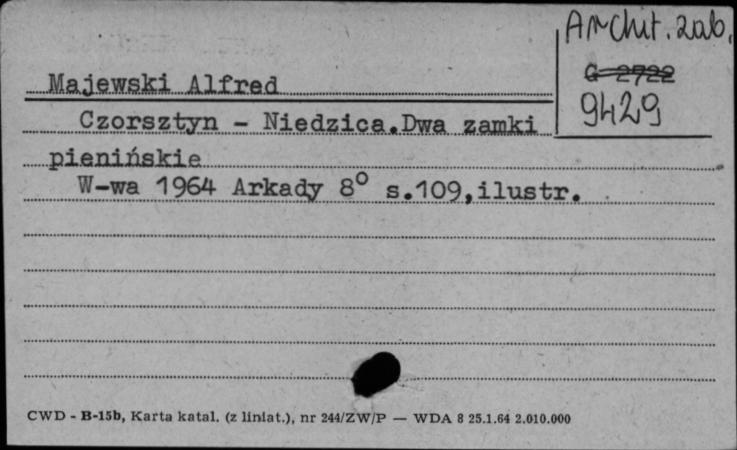 Archit. zab.
G-2722
9429
Majewski Alfred
Czorsztyn - Niedzica.Dwa zamki
pienińskie
W-wa 1964 Arkady 8° s.109,ilustr.
CWD - B-15b, Karta katal. (z liniat.), nr 244/ZW/P — WDA 8 25.1.64 2.010.000